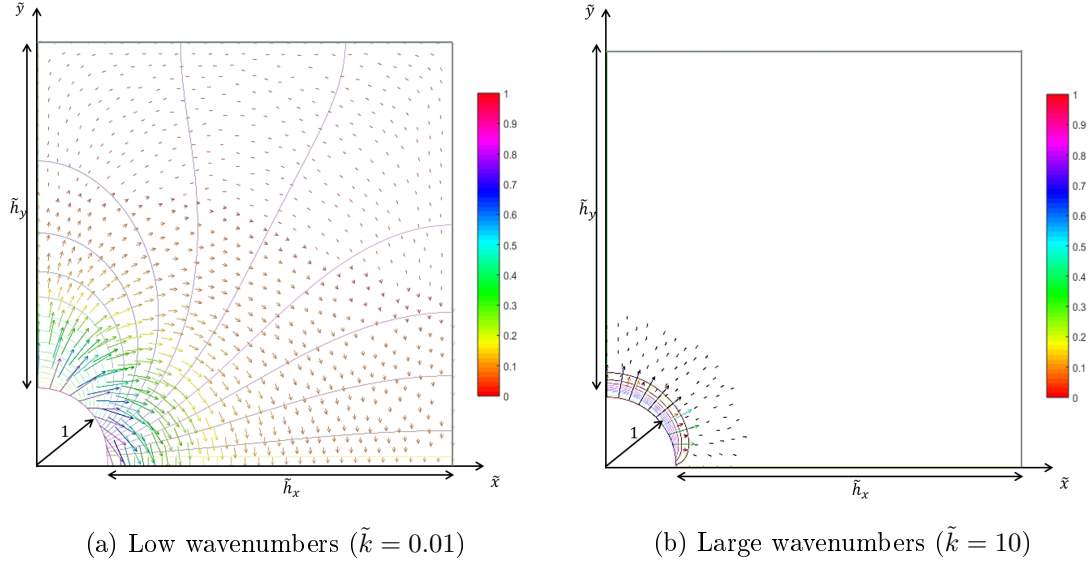 ỹ
1
0.9
0.8
0.7
0.6
0.5
0.4
0.3
0.2
0.1
0
h̃y
1
h̃x
x̃
(a) Low wavenumbers (k̃ = 0.01)
ỹ
1
0.9
0.8
0.7
0.6
0.5
0.4
0.3
0.2
0.1
0
h̃y
1
h̃x
x̃
(b) Large wavenumbers (k̃ = 10)